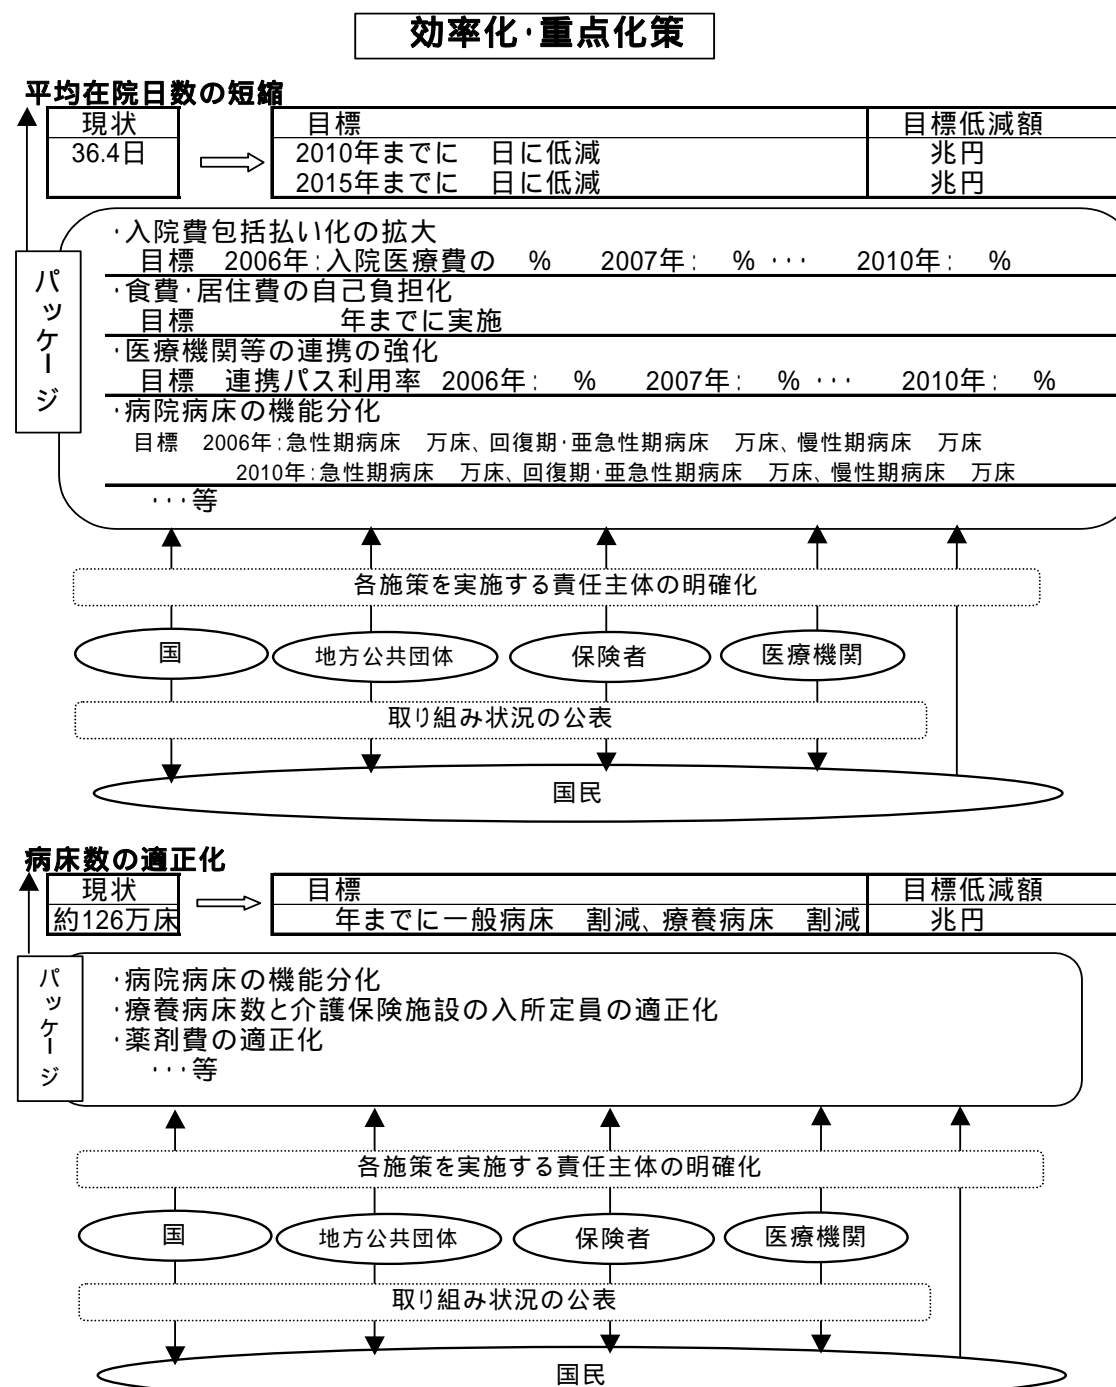 効率化・重点化策
平均在院日数の短縮
現状 目標 目標低減額
36.4日 2010年までに 日に低減 兆円
2015年までに 日に低減 兆円
パッケージ
・入院費包括払い化の拡大
目標 2006年：入院医療費の % 2007年： % ・・・ 2010年： %
・食費・居住費の自己負担化
目標 年までに実施
・医療機関等の連携の強化
目標 連携パス利用率 2006年： % 2007年： % ・・・ 2010年： %
・病院病床の機能分化
目標 2006年：急性期病床 万床、回復期・亜急性期病床 万床、慢性期病床 万床
2010年：急性期病床 万床、回復期・亜急性期病床 万床、慢性期病床 万床
・・・等
各施策を実施する責任主体の明確化
国 地方公共団体 保険者 医療機関
取り組み状況の公表
国民
病床数の適正化
現状 目標 目標低減額
約126万床 年までに一般病床 割減、療養病床 割減 兆円
パッケージ
・病院病床の機能分化
・療養病床数と介護保険施設の入所定員の適正化
・薬剤費の適正化
・・・等
各施策を実施する責任主体の明確化
国 地方公共団体 保険者 医療機関
取り組み状況の公表
国民